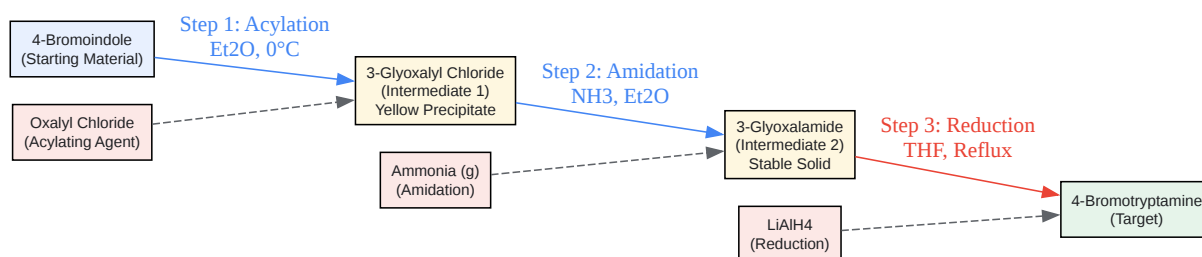 4-Bromoindole
(Starting Material)
Step 1: Acylation
Et2O, 0°C
Oxalyl Chloride
(Acylating Agent)
3-Glyoxalyl Chloride
(Intermediate 1)
Yellow Precipitate
Step 2: Amidation
NH3, Et2O
Ammonia (g)
(Amidation)
3-Glyoxalamide
(Intermediate 2)
Stable Solid
Step 3: Reduction
THF, Reflux
LiAlH4
(Reduction)
4-Bromotryptamine
(Target)